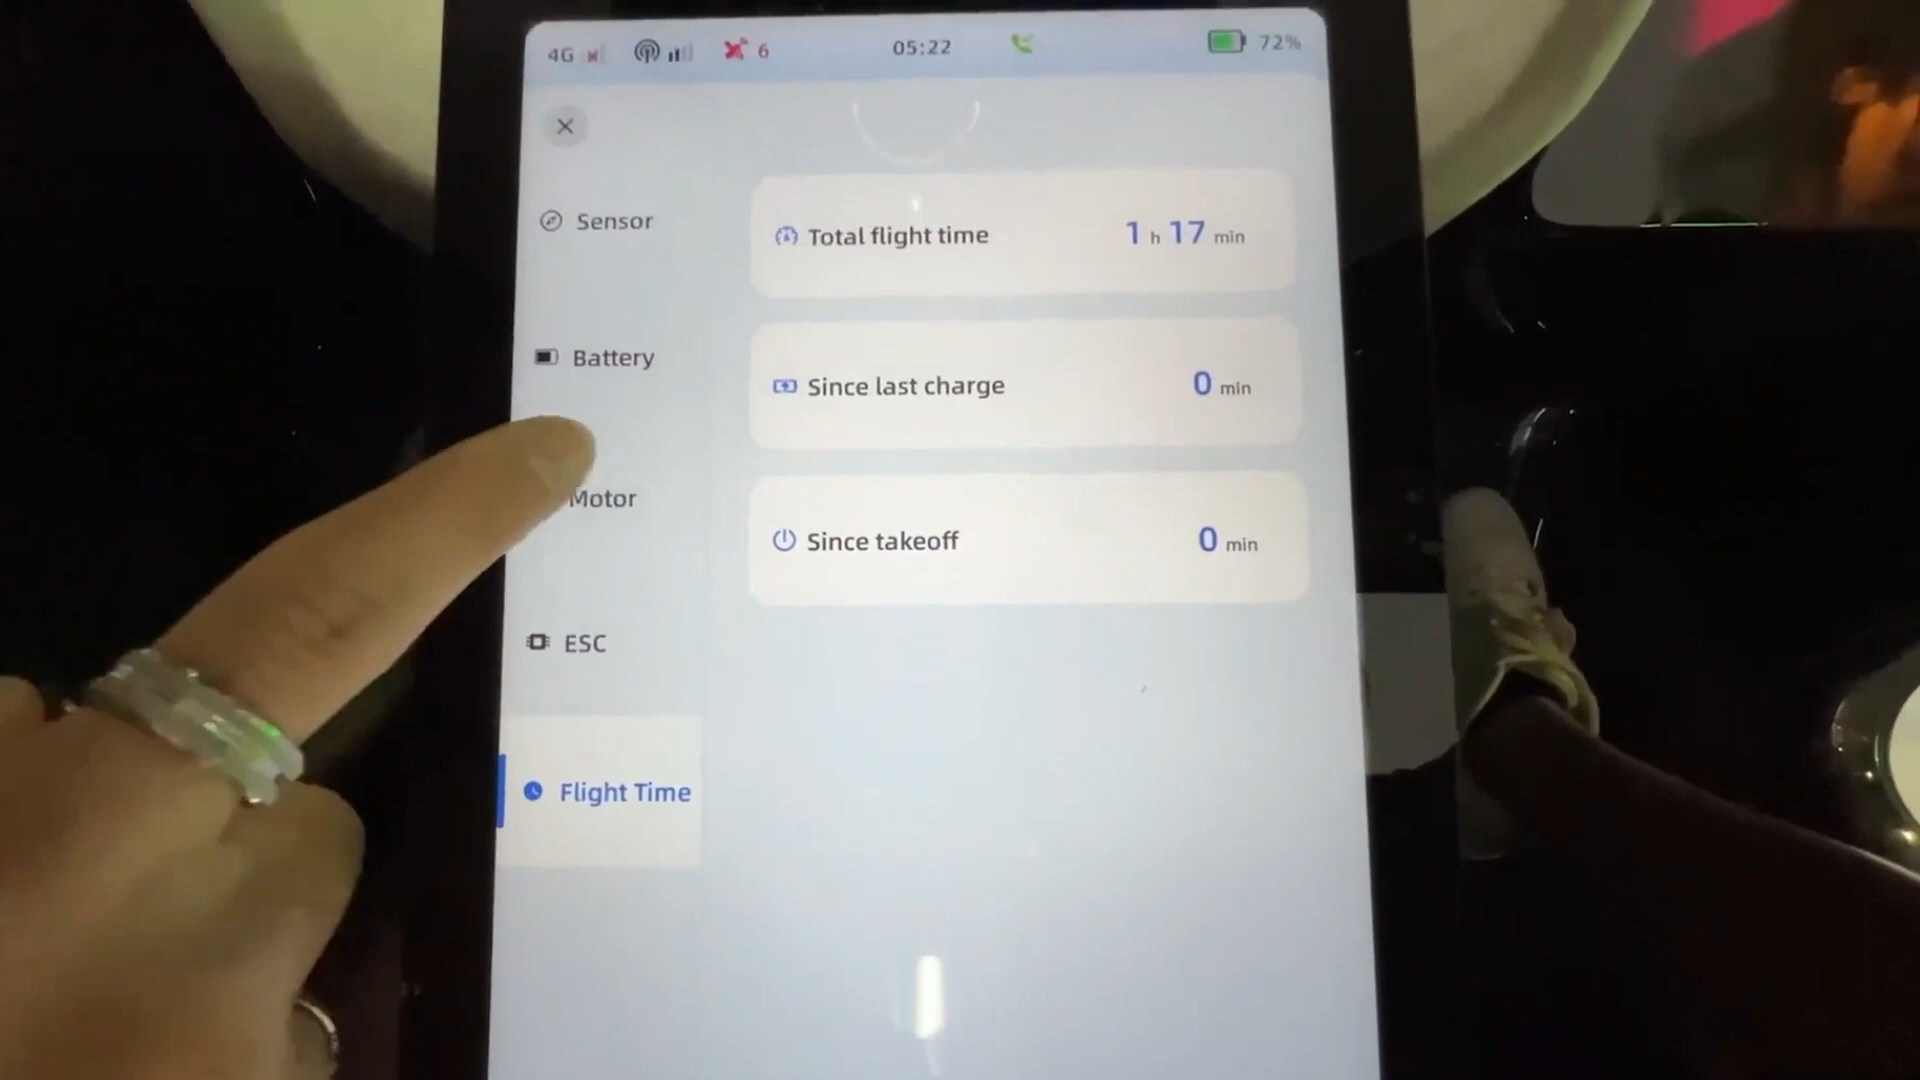 4G 6 05:22 72%
Sensor
Battery
Motor
ESC
Flight Time
Total flight time 1 h 17 min
Since last charge 0 min
Since takeoff 0 min